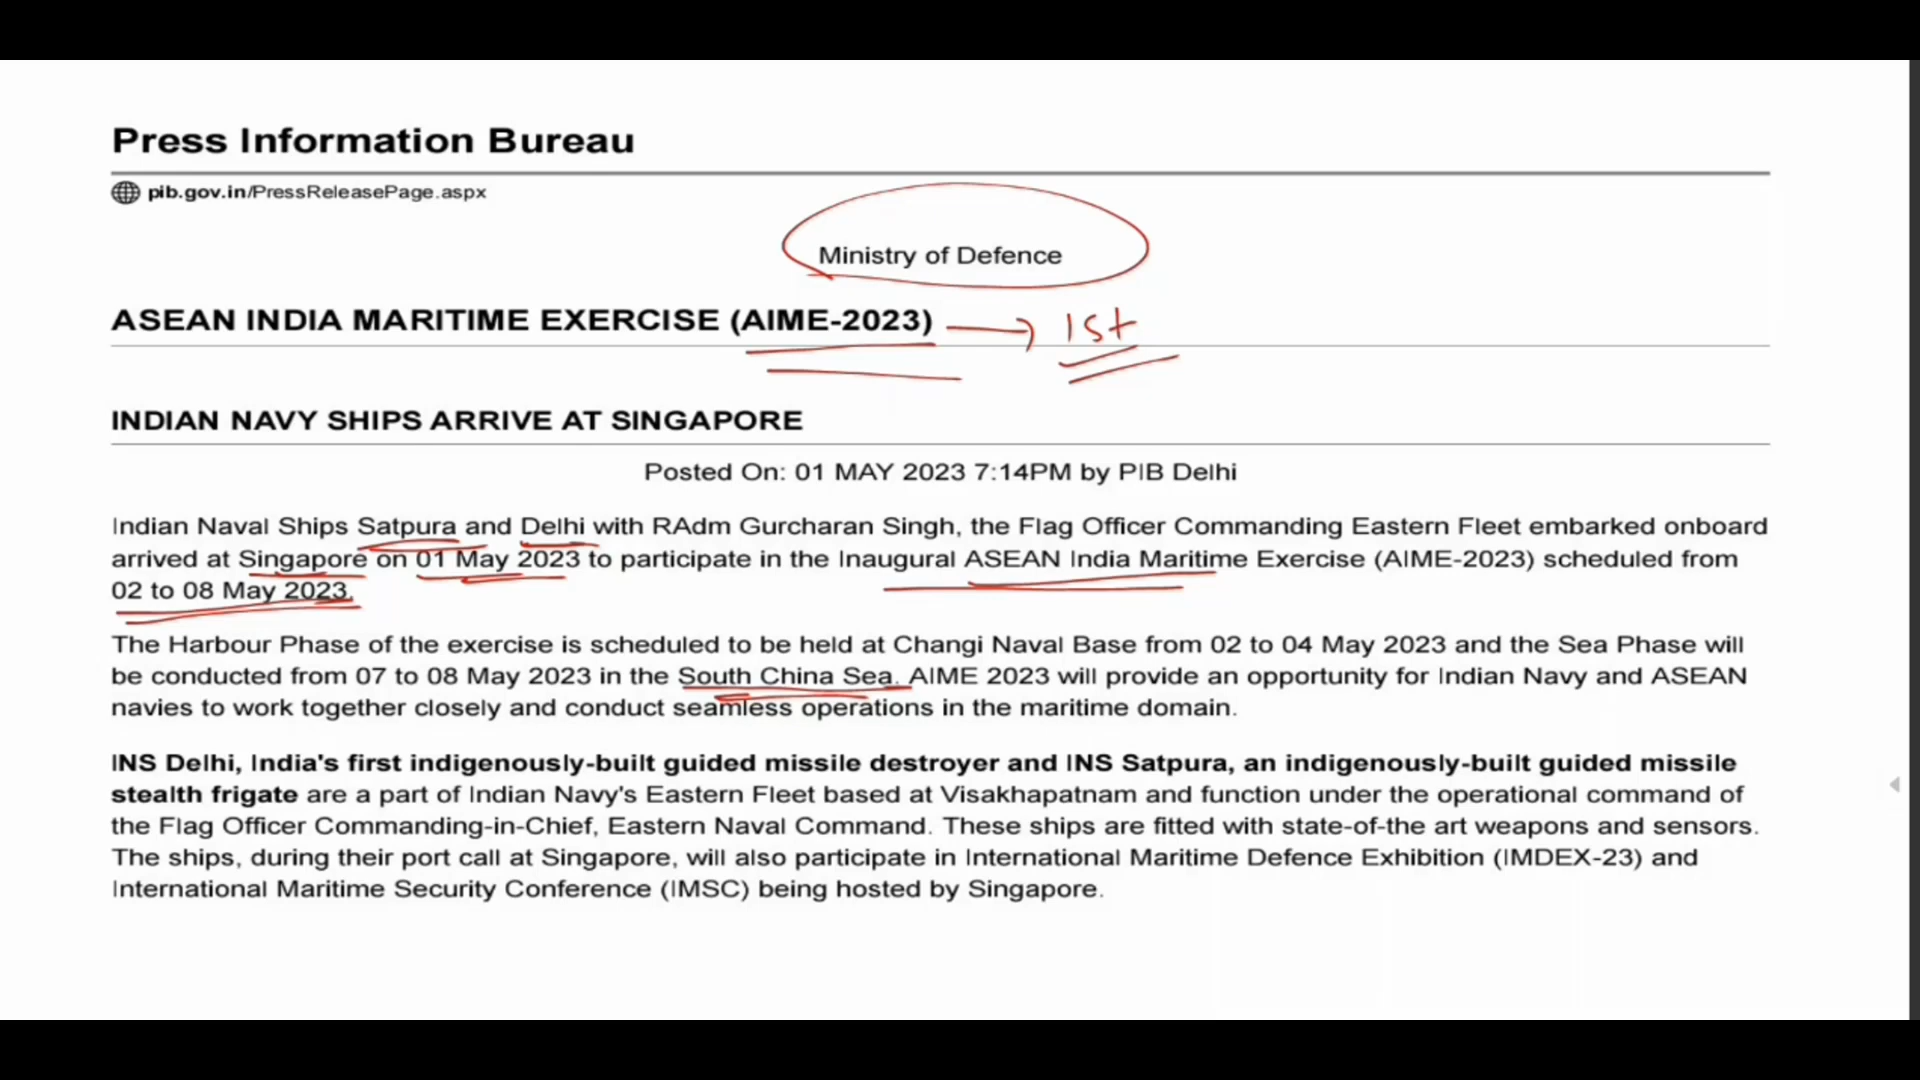 Press Information Bureau
pib.gov.in/PressReleasePage.aspx
Ministry of Defence
ASEAN INDIA MARITIME EXERCISE (AIME-2023) 1st
INDIAN NAVY SHIPS ARRIVE AT SINGAPORE
Posted On: 01 MAY 2023 7:14PM by PIB Delhi
Indian Naval Ships Satpura and Delhi with RAdm Gurcharan Singh, the Flag Officer Commanding Eastern Fleet embarked onboard
arrived at Singapore on 01 May 2023 to participate in the Inaugural ASEAN India Maritime Exercise (AIME-2023) scheduled from
02 to 08 May 2023.
The Harbour Phase of the exercise is scheduled to be held at Changi Naval Base from 02 to 04 May 2023 and the Sea Phase will
be conducted from 07 to 08 May 2023 in the South China Sea. AIME 2023 will provide an opportunity for Indian Navy and ASEAN
navies to work together closely and conduct seamless operations in the maritime domain.
INS Delhi, India's first indigenously-built guided missile destroyer and INS Satpura, an indigenously-built guided missile
stealth frigate are a part of Indian Navy's Eastern Fleet based at Visakhapatnam and function under the operational command of
the Flag Officer Commanding-in-Chief, Eastern Naval Command. These ships are fitted with state-of-the art weapons and sensors.
The ships, during their port call at Singapore, will also participate in International Maritime Defence Exhibition (IMDEX-23) and
International Maritime Security Conference (IMSC) being hosted by Singapore.